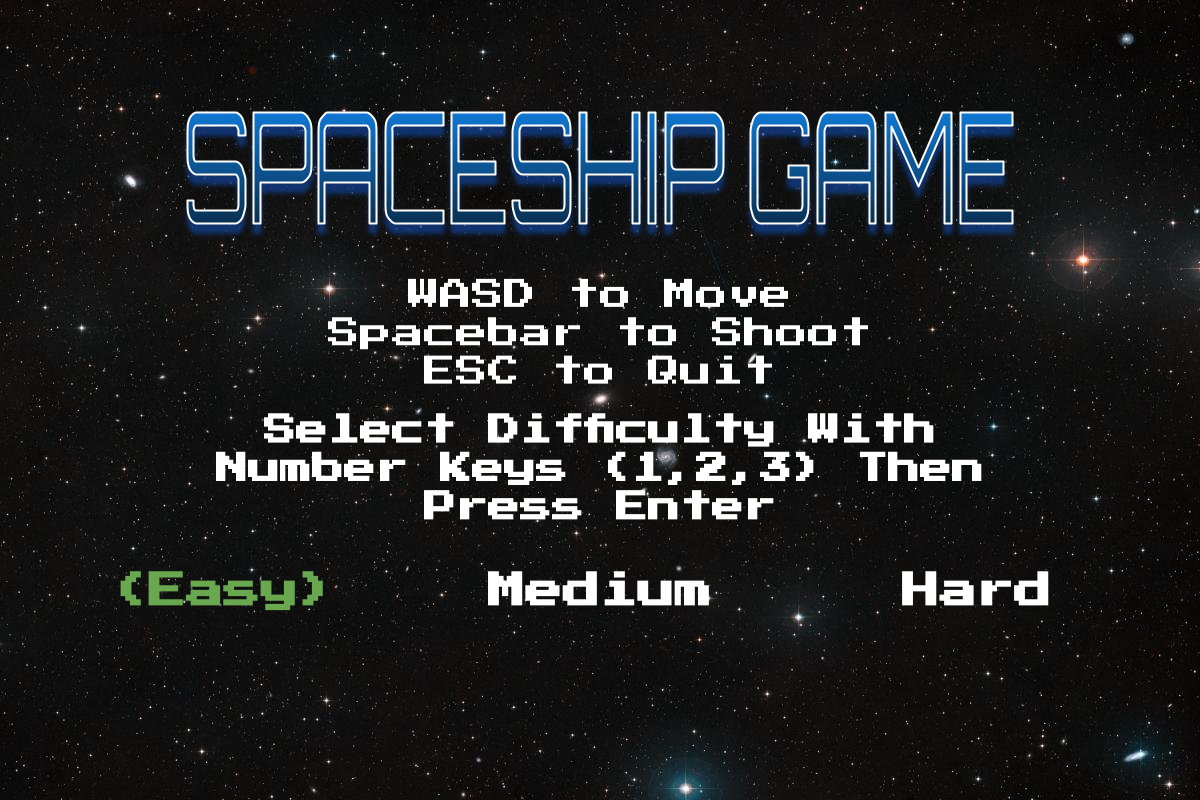 SPACESHIP GAME
WASD to Move
Spacebar to Shoot
ESC to Quit
Select Difficulty With
Number Keys (1,2,3) Then
Press Enter
(Easy) Medium Hard